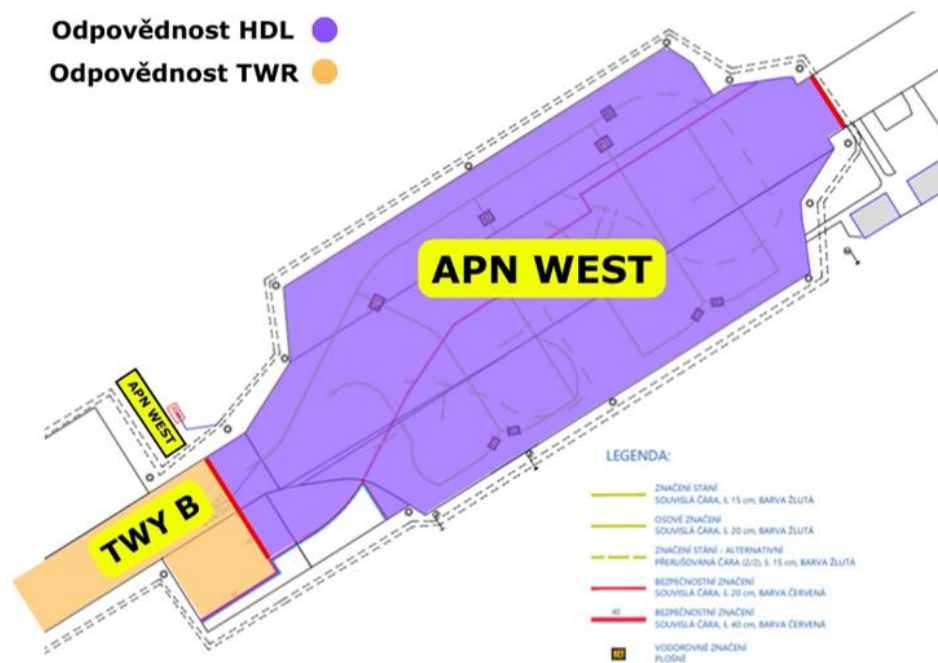 Odpovědnost HDL
Odpovědnost TWR
APN WEST
APN WEST
TWY B
LEGENDA:
ZNAČENÍ STÁNÍ
SOUVISLÁ ČÁRA, š. 15 cm, BARVA ŽLUTÁ
OSOVÉ ZNAČENÍ
SOUVISLÁ ČÁRA, š. 20 cm, BARVA ŽLUTÁ
ZNAČENÍ STÁNÍ - ALTERNATIVNÍ
PŘERUŠOVANÁ ČÁRA (2/2), š. 15 cm, BARVA ŽLUTÁ
BEZPEČNOSTNÍ ZNAČENÍ
SOUVISLÁ ČÁRA, š. 20 cm, BARVA ČERVENÁ
40 BEZPEČNOSTNÍ ZNAČENÍ
SOUVISLÁ ČÁRA, š. 40 cm, BARVA ČERVENÁ
VODOROVNÉ ZNAČENÍ
PLOŠNÉ